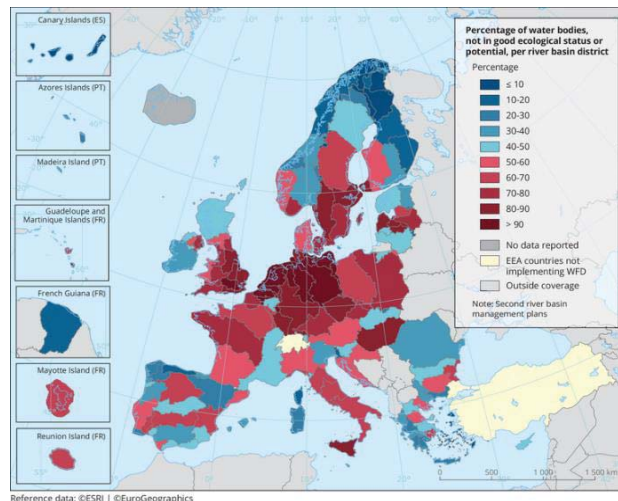 Canary Islands (ES)
Azores Islands (PT)
Madeira Island (PT)
Guadeloupe and
Martinique Islands (FR)
French Guiana (FR)
Mayotte Island (FR)
Reunion Island (FR)
Percentage of water bodies,
not in good ecological status or
potential, per river basin district
Percentage
≤ 10
10-20
20-30
30-40
40-50
50-60
60-70
70-80
80-90
> 90
No data reported
EEA countries not
implementing WFD
Outside coverage
Note: Second river basin
management plans
0 500 1 000 1 500 km
Reference data: ©ESRI | ©EuroGeographics